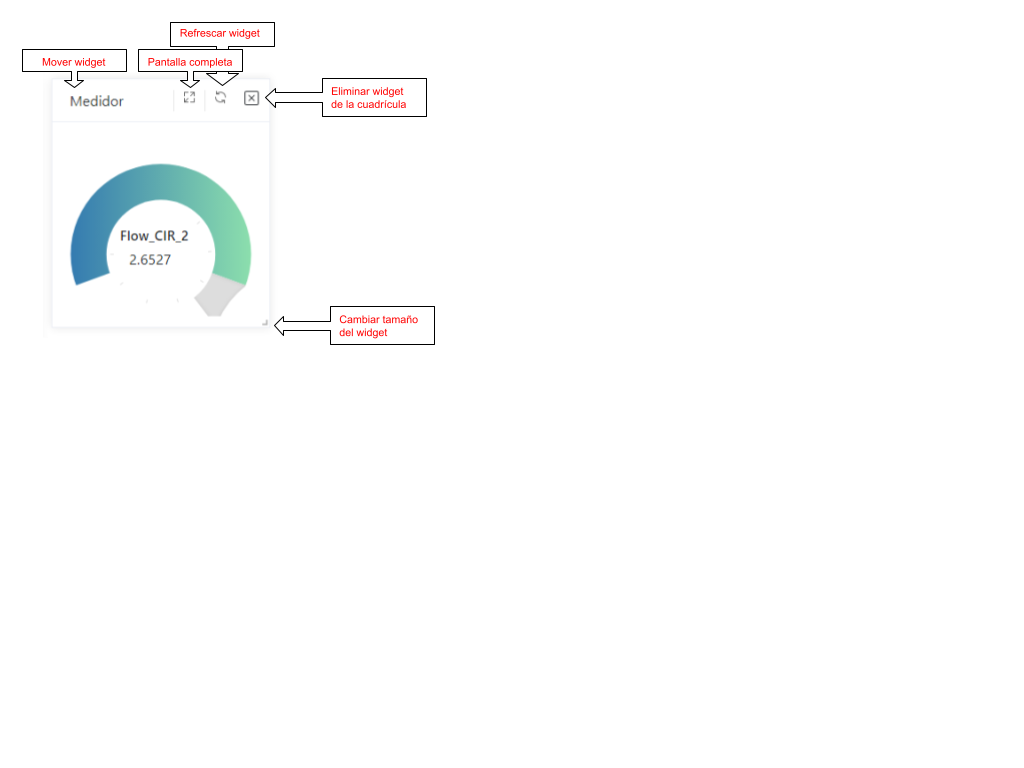 Refrescar widget
Mover widget
Pantalla completa
Medidor
Eliminar widget
de la cuadrícula
Flow_CIR_2
2.6527
Cambiar tamaño
del widget